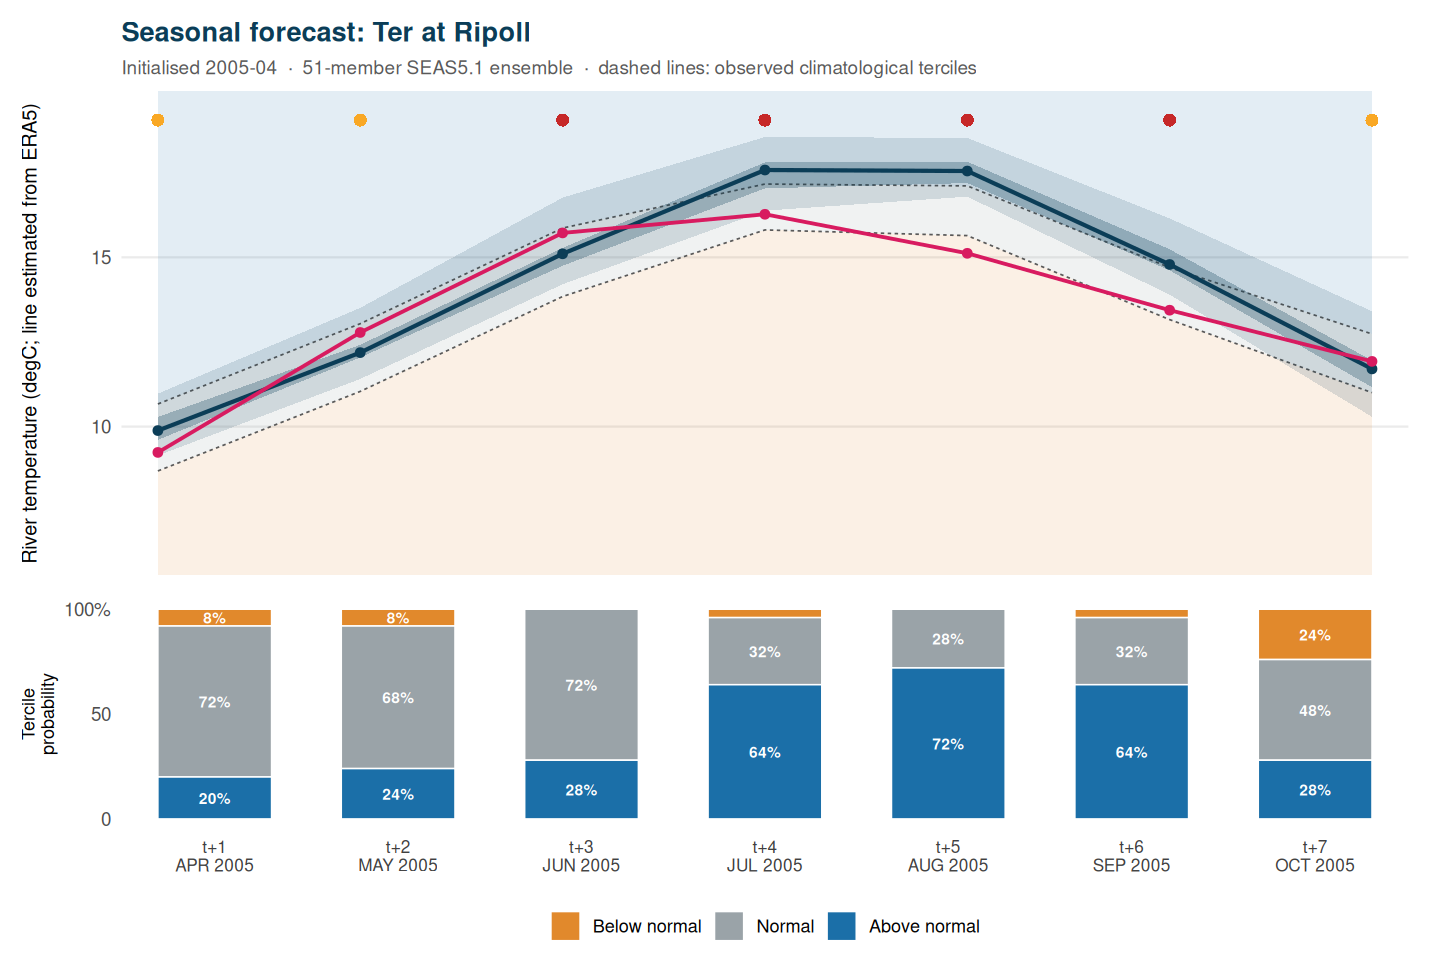 Seasonal forecast: Ter at Ripoll
Initialised 2005-04 · 51-member SEAS5.1 ensemble · dashed lines: observed climatological terciles
River temperature (degC; line estimated from ERA5)
15
10
Tercile
probability
100%
50
0
8%
72%
20%
8%
68%
24%
72%
28%
32%
64%
28%
72%
32%
64%
24%
48%
28%
t+1
APR 2005
t+2
MAY 2005
t+3
JUN 2005
t+4
JUL 2005
t+5
AUG 2005
t+6
SEP 2005
t+7
OCT 2005
Below normal
Normal
Above normal